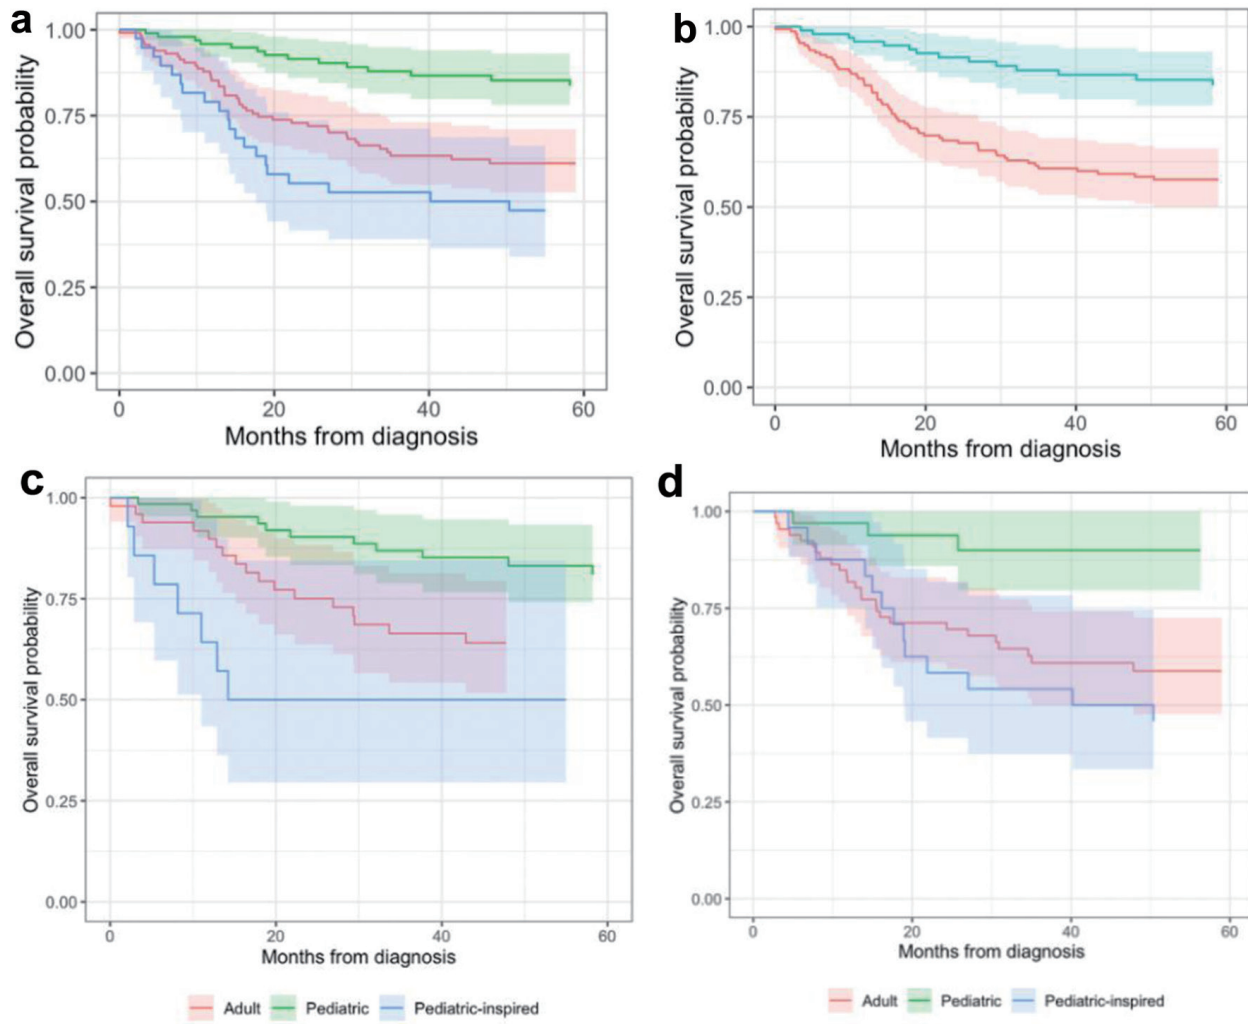 a
1.00
0.75
0.50
0.25
0.00
Overall survival probability
0 20 40 60
Months from diagnosis
b
1.00
0.75
0.50
0.25
0.00
Overall survival probability
0 20 40 60
Months from diagnosis
c
1.00
0.75
0.50
0.25
0.00
Overall survival probability
0 20 40 60
Months from diagnosis
Adult Pediatric Pediatric-inspired
d
1.00
0.75
0.50
0.25
0.00
Overall survival probability
0 20 40 60
Months from diagnosis
Adult Pediatric Pediatric-inspired